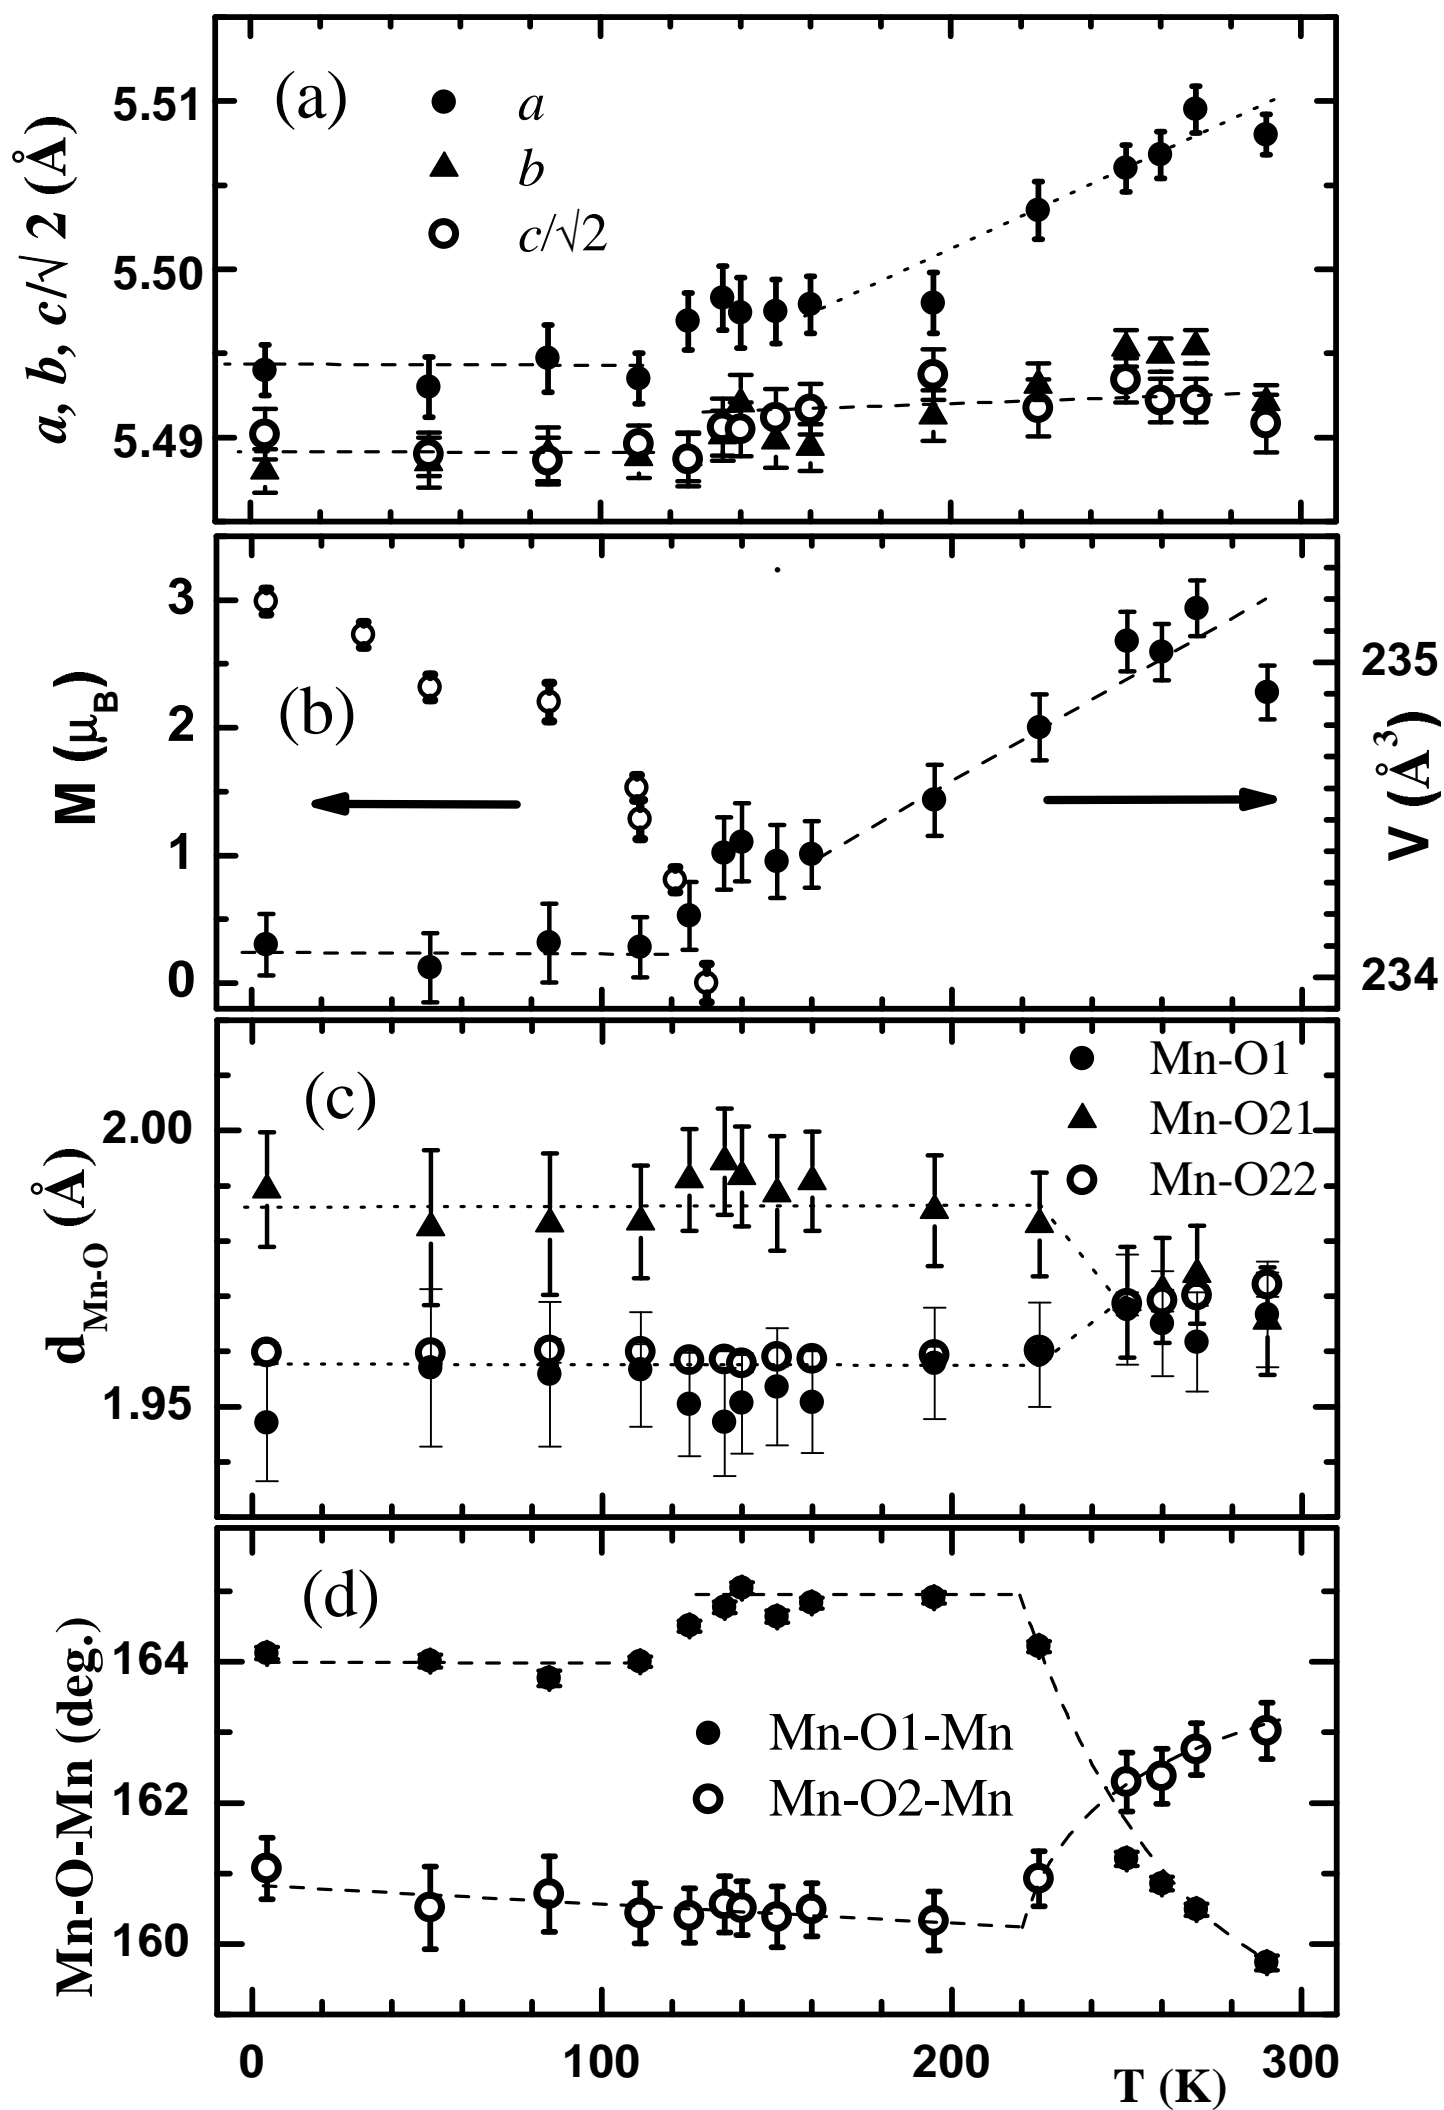 (a)
a
b
c/√2
5.51
5.50
5.49
a, b, c/√ 2 (Å)
(b)
3
2
1
0
M (μB)
235
234
V (Å3)
(c)
Mn-O1
Mn-O21
Mn-O22
2.00
1.95
dMn-O (Å)
(d)
Mn-O1-Mn
Mn-O2-Mn
164
162
160
Mn-O-Mn (deg.)
0 100 200 300
T (K)